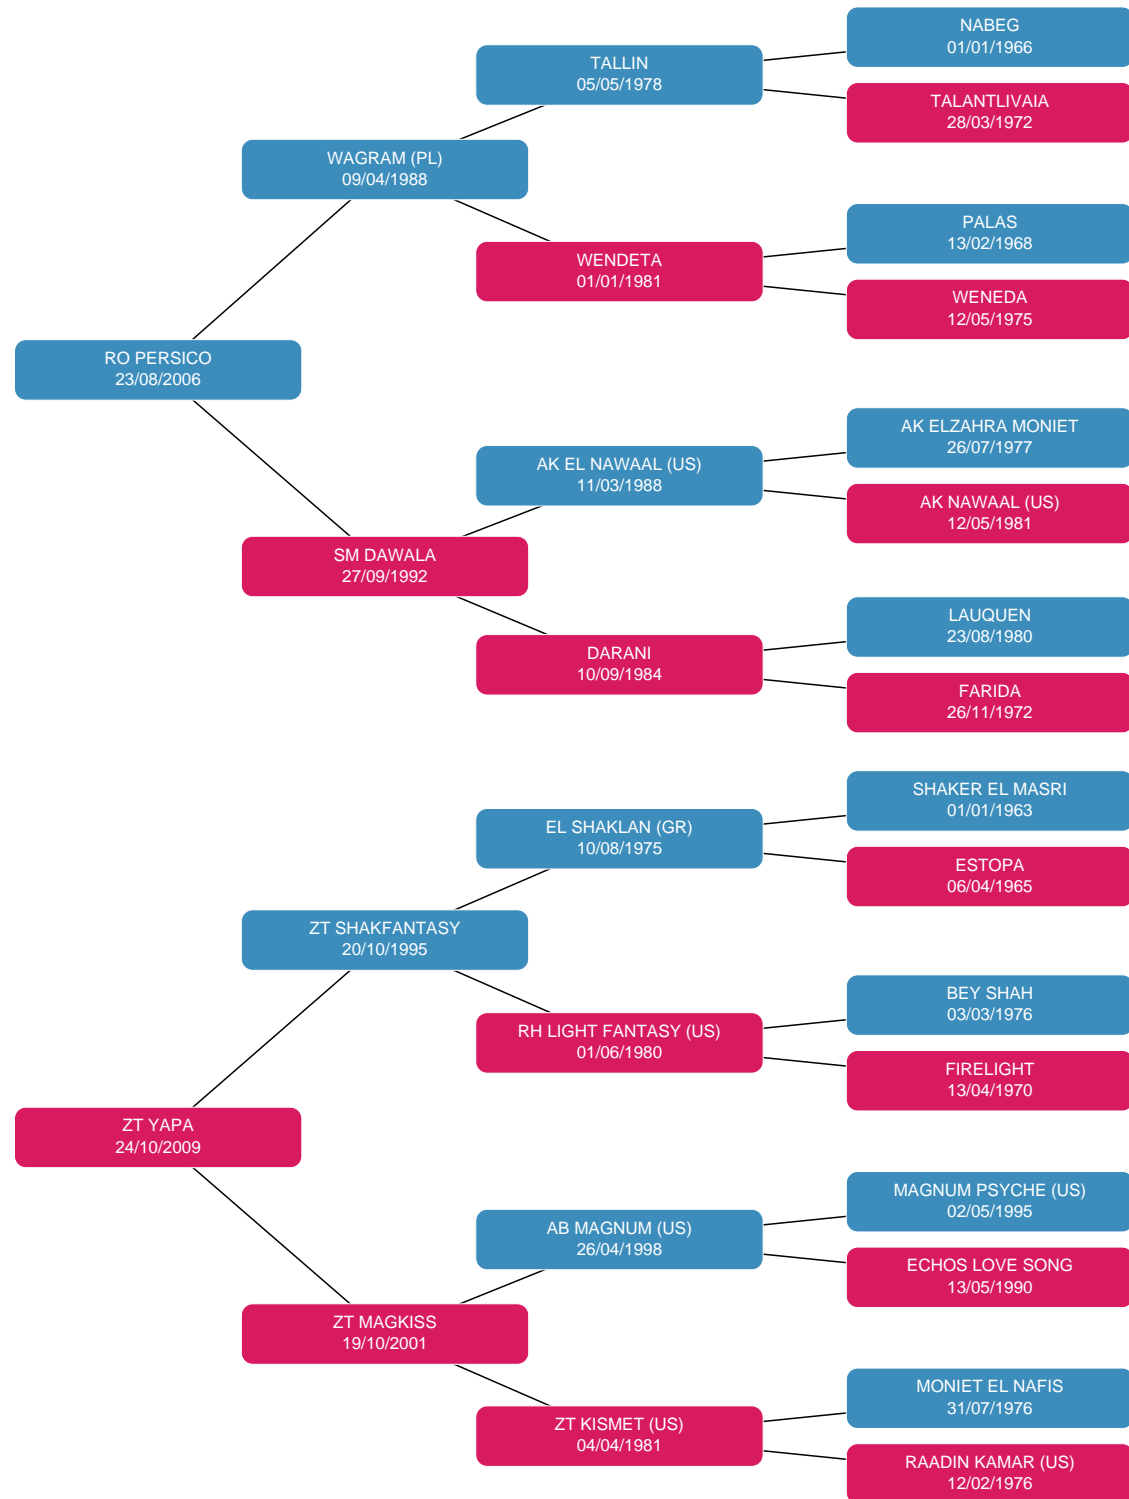 NABEG
01/01/1966
TALLIN
05/05/1978
TALANTLIVAIA
28/03/1972
WAGRAM (PL)
09/04/1988
PALAS
13/02/1968
WENDETA
01/01/1981
WENEDA
12/05/1975
RO PERSICO
23/08/2006
AK ELZAHRA MONIET
26/07/1977
AK EL NAWAAL (US)
11/03/1988
AK NAWAAL (US)
12/05/1981
SM DAWALA
27/09/1992
LAUQUEN
23/08/1980
DARANI
10/09/1984
FARIDA
26/11/1972
SHAKER EL MASRI
01/01/1963
EL SHAKLAN (GR)
10/08/1975
ESTOPA
06/04/1965
ZT SHAKFANTASY
20/10/1995
BEY SHAH
03/03/1976
RH LIGHT FANTASY (US)
01/06/1980
FIRELIGHT
13/04/1970
ZT YAPA
24/10/2009
MAGNUM PSYCHE (US)
02/05/1995
AB MAGNUM (US)
26/04/1998
ECHOS LOVE SONG
13/05/1990
ZT MAGKISS
19/10/2001
MONIET EL NAFIS
31/07/1976
ZT KISMET (US)
04/04/1981
RAADIN KAMAR (US)
12/02/1976